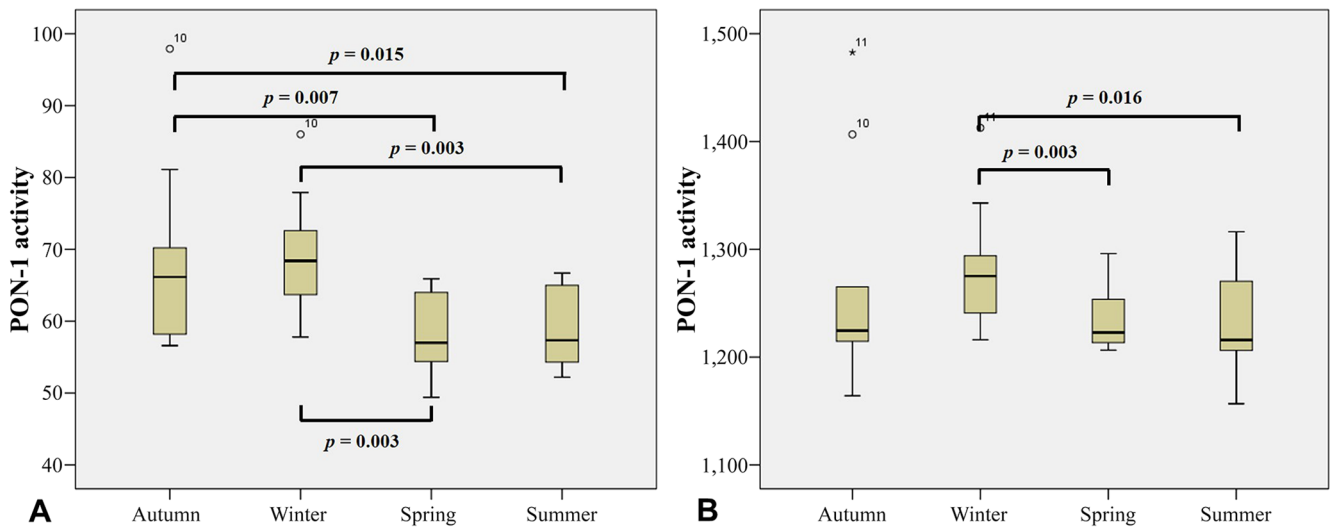 100
90
80
70
60
50
40
PON-1 activity
10
p = 0.015
p = 0.007
10
p = 0.003
p = 0.003
A
Autumn Winter Spring Summer
1,500
1,400
1,300
1,200
1,100
PON-1 activity
11
10
11
p = 0.016
p = 0.003
B
Autumn Winter Spring Summer